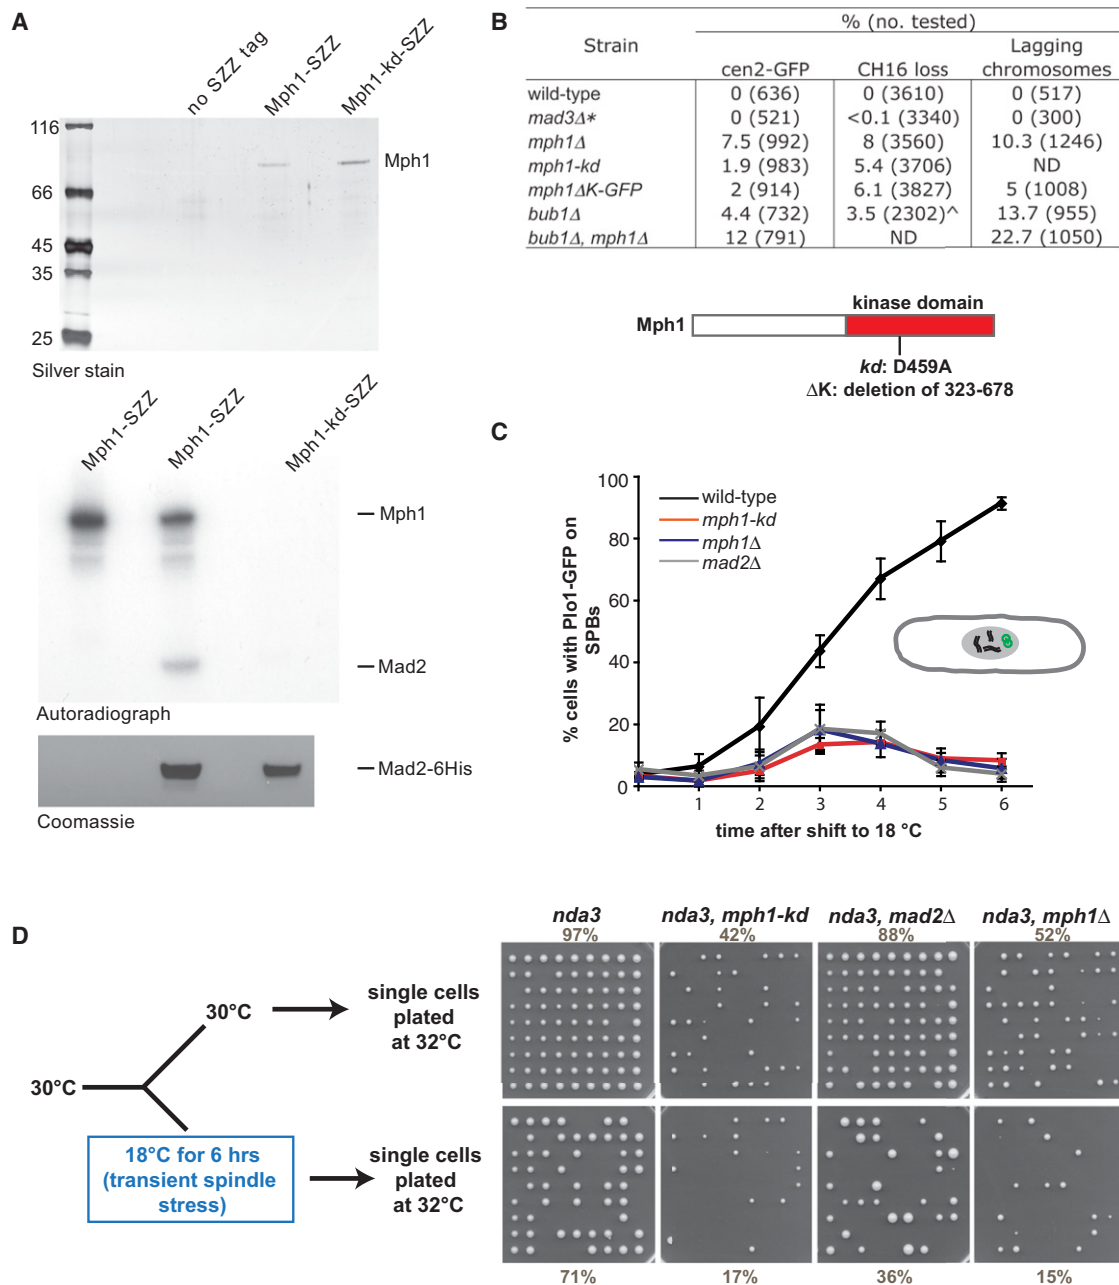 A
no SZZ tag
Mph1-SZZ
Mph1-kd-SZZ
116
66
45
35
25
Mph1
Silver stain
Mph1-SZZ
Mph1-SZZ
Mph1-kd-SZZ
Mph1
Mad2
Autoradiograph
Mad2-6His
Coomassie
B
% (no. tested)
Strain
cen2-GFP CH16 loss Lagging chromosomes
wild-type 0 (636) 0 (3610) 0 (517)
mad3Δ* 0 (521) <0.1 (3340) 0 (300)
mph1Δ 7.5 (992) 8 (3560) 10.3 (1246)
mph1-kd 1.9 (983) 5.4 (3706) ND
mph1ΔK-GFP 2 (914) 6.1 (3827) 5 (1008)
bub1Δ 4.4 (732) 3.5 (2302)^ 13.7 (955)
bub1Δ, mph1Δ 12 (791) ND 22.7 (1050)
kinase domain
Mph1
kd: D459A
ΔK: deletion of 323-678
C
% cells with Plo1-GFP on
SPBs
100
80
60
40
20
0
wild-type
mph1-kd
mph1Δ
mad2Δ
1 2 3 4 5 6
time after shift to 18 °C
D
30°C
30°C
single cells
plated
at 32°C
18°C for 6 hrs
(transient spindle
stress)
single cells
plated
at 32°C
nda3 nda3, mph1-kd nda3, mad2Δ nda3, mph1Δ
97% 42% 88% 52%
71% 17% 36% 15%